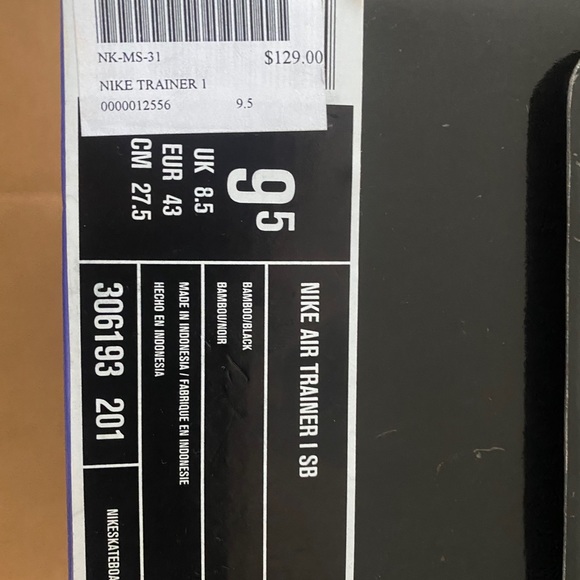 NK-MS-31 $129.00
NIKE TRAINER 1
0000012556 9.5
9.5
UK 8.5
EUR 43
CM 27.5
NIKE AIR TRAINER I SB
BAMBOO/BLACK
BAMBOU/NOIR
MADE IN INDONESIA / FABRIQUE EN INDONESIE
HECHO EN INDONESIA
306193 201